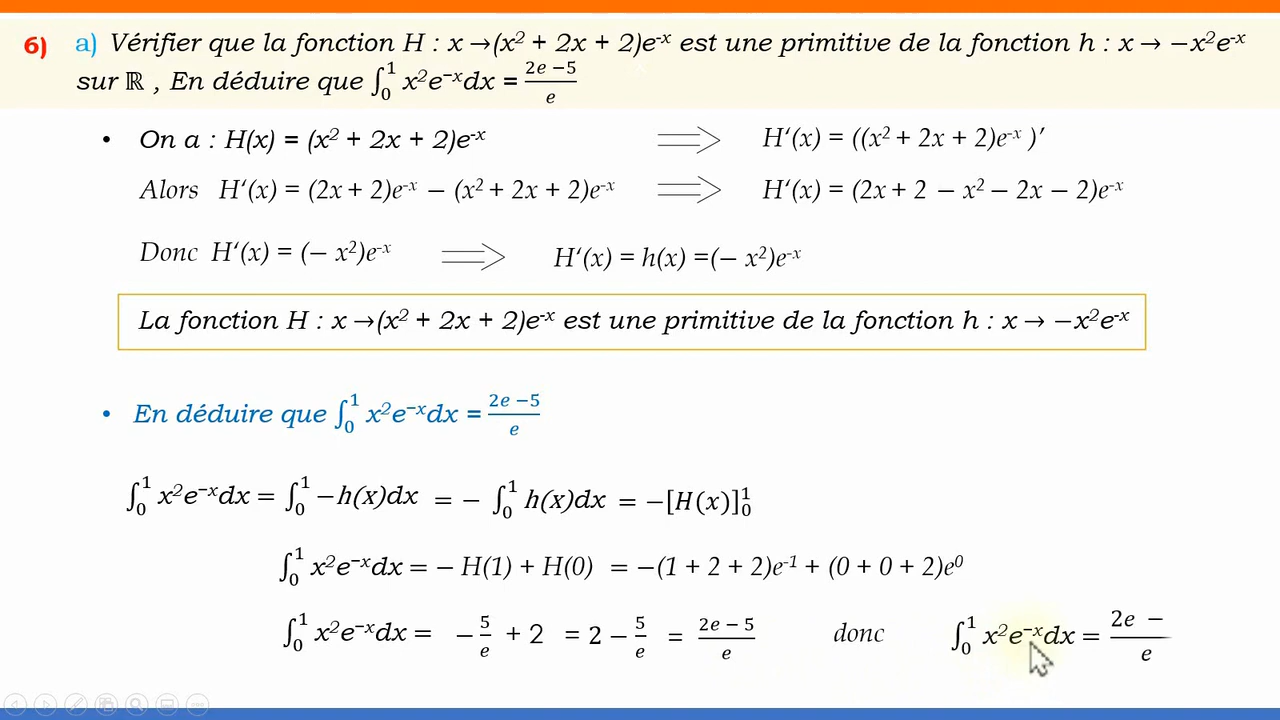 6) a) Vérifier que la fonction H : x →(x² + 2x + 2)e⁻ˣ est une primitive de la fonction h : x → −x²e⁻ˣ
sur ℝ , En déduire que ∫₀¹ x²e⁻ˣdx = (2e −5)/e
• On a : H(x) = (x² + 2x + 2)e⁻ˣ ⟹ H‘(x) = ((x² + 2x + 2)e⁻ˣ )’
Alors H‘(x) = (2x + 2)e⁻ˣ − (x² + 2x + 2)e⁻ˣ ⟹ H‘(x) = (2x + 2 − x² − 2x − 2)e⁻ˣ
Donc H‘(x) = (− x²)e⁻ˣ ⟹ H‘(x) = h(x) =(− x²)e⁻ˣ
La fonction H : x →(x² + 2x + 2)e⁻ˣ est une primitive de la fonction h : x → −x²e⁻ˣ
• En déduire que ∫₀¹ x²e⁻ˣdx = (2e −5)/e
∫₀¹ x²e⁻ˣdx = ∫₀¹ −h(x)dx = − ∫₀¹ h(x)dx = −[H(x)]₀¹
∫₀¹ x²e⁻ˣdx = − H(1) + H(0) = −(1 + 2 + 2)e⁻¹ + (0 + 0 + 2)e⁰
∫₀¹ x²e⁻ˣdx = − 5/e + 2 = 2 − 5/e = (2e − 5)/e donc ∫₀¹ x²e⁻ˣdx = (2e −)/e